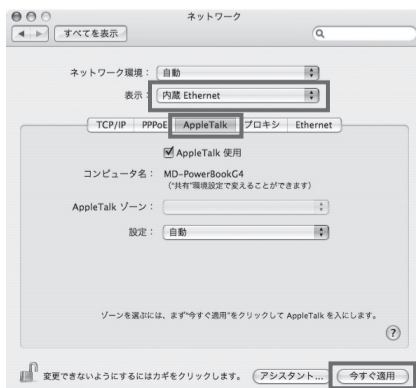 ネットワーク
すべてを表示
ネットワーク環境： 自動
表示： 内蔵 Ethernet
TCP/IP PPPoE AppleTalk プロキシ Ethernet
AppleTalk 使用
コンピュータ名： MD-PowerBookG4
（"共有"環境設定で変えることができます）
AppleTalk ゾーン：
設定： 自動
ゾーンを選ぶには、まず"今すぐ適用"をクリックして AppleTalk を入にします。
?
変更できないようにするにはカギをクリックします。 アシスタント... 今すぐ適用